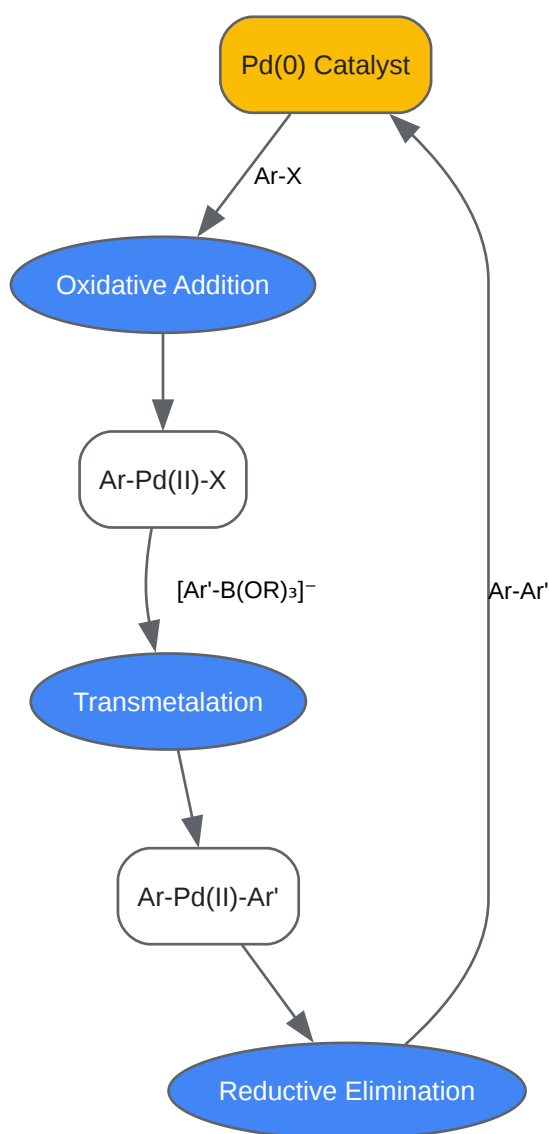 Pd(0) Catalyst
Ar-X
Oxidative Addition
Ar-Pd(II)-X
[Ar'-B(OR)₃]⁻
Ar-Ar'
Transmetalation
Ar-Pd(II)-Ar'
Reductive Elimination